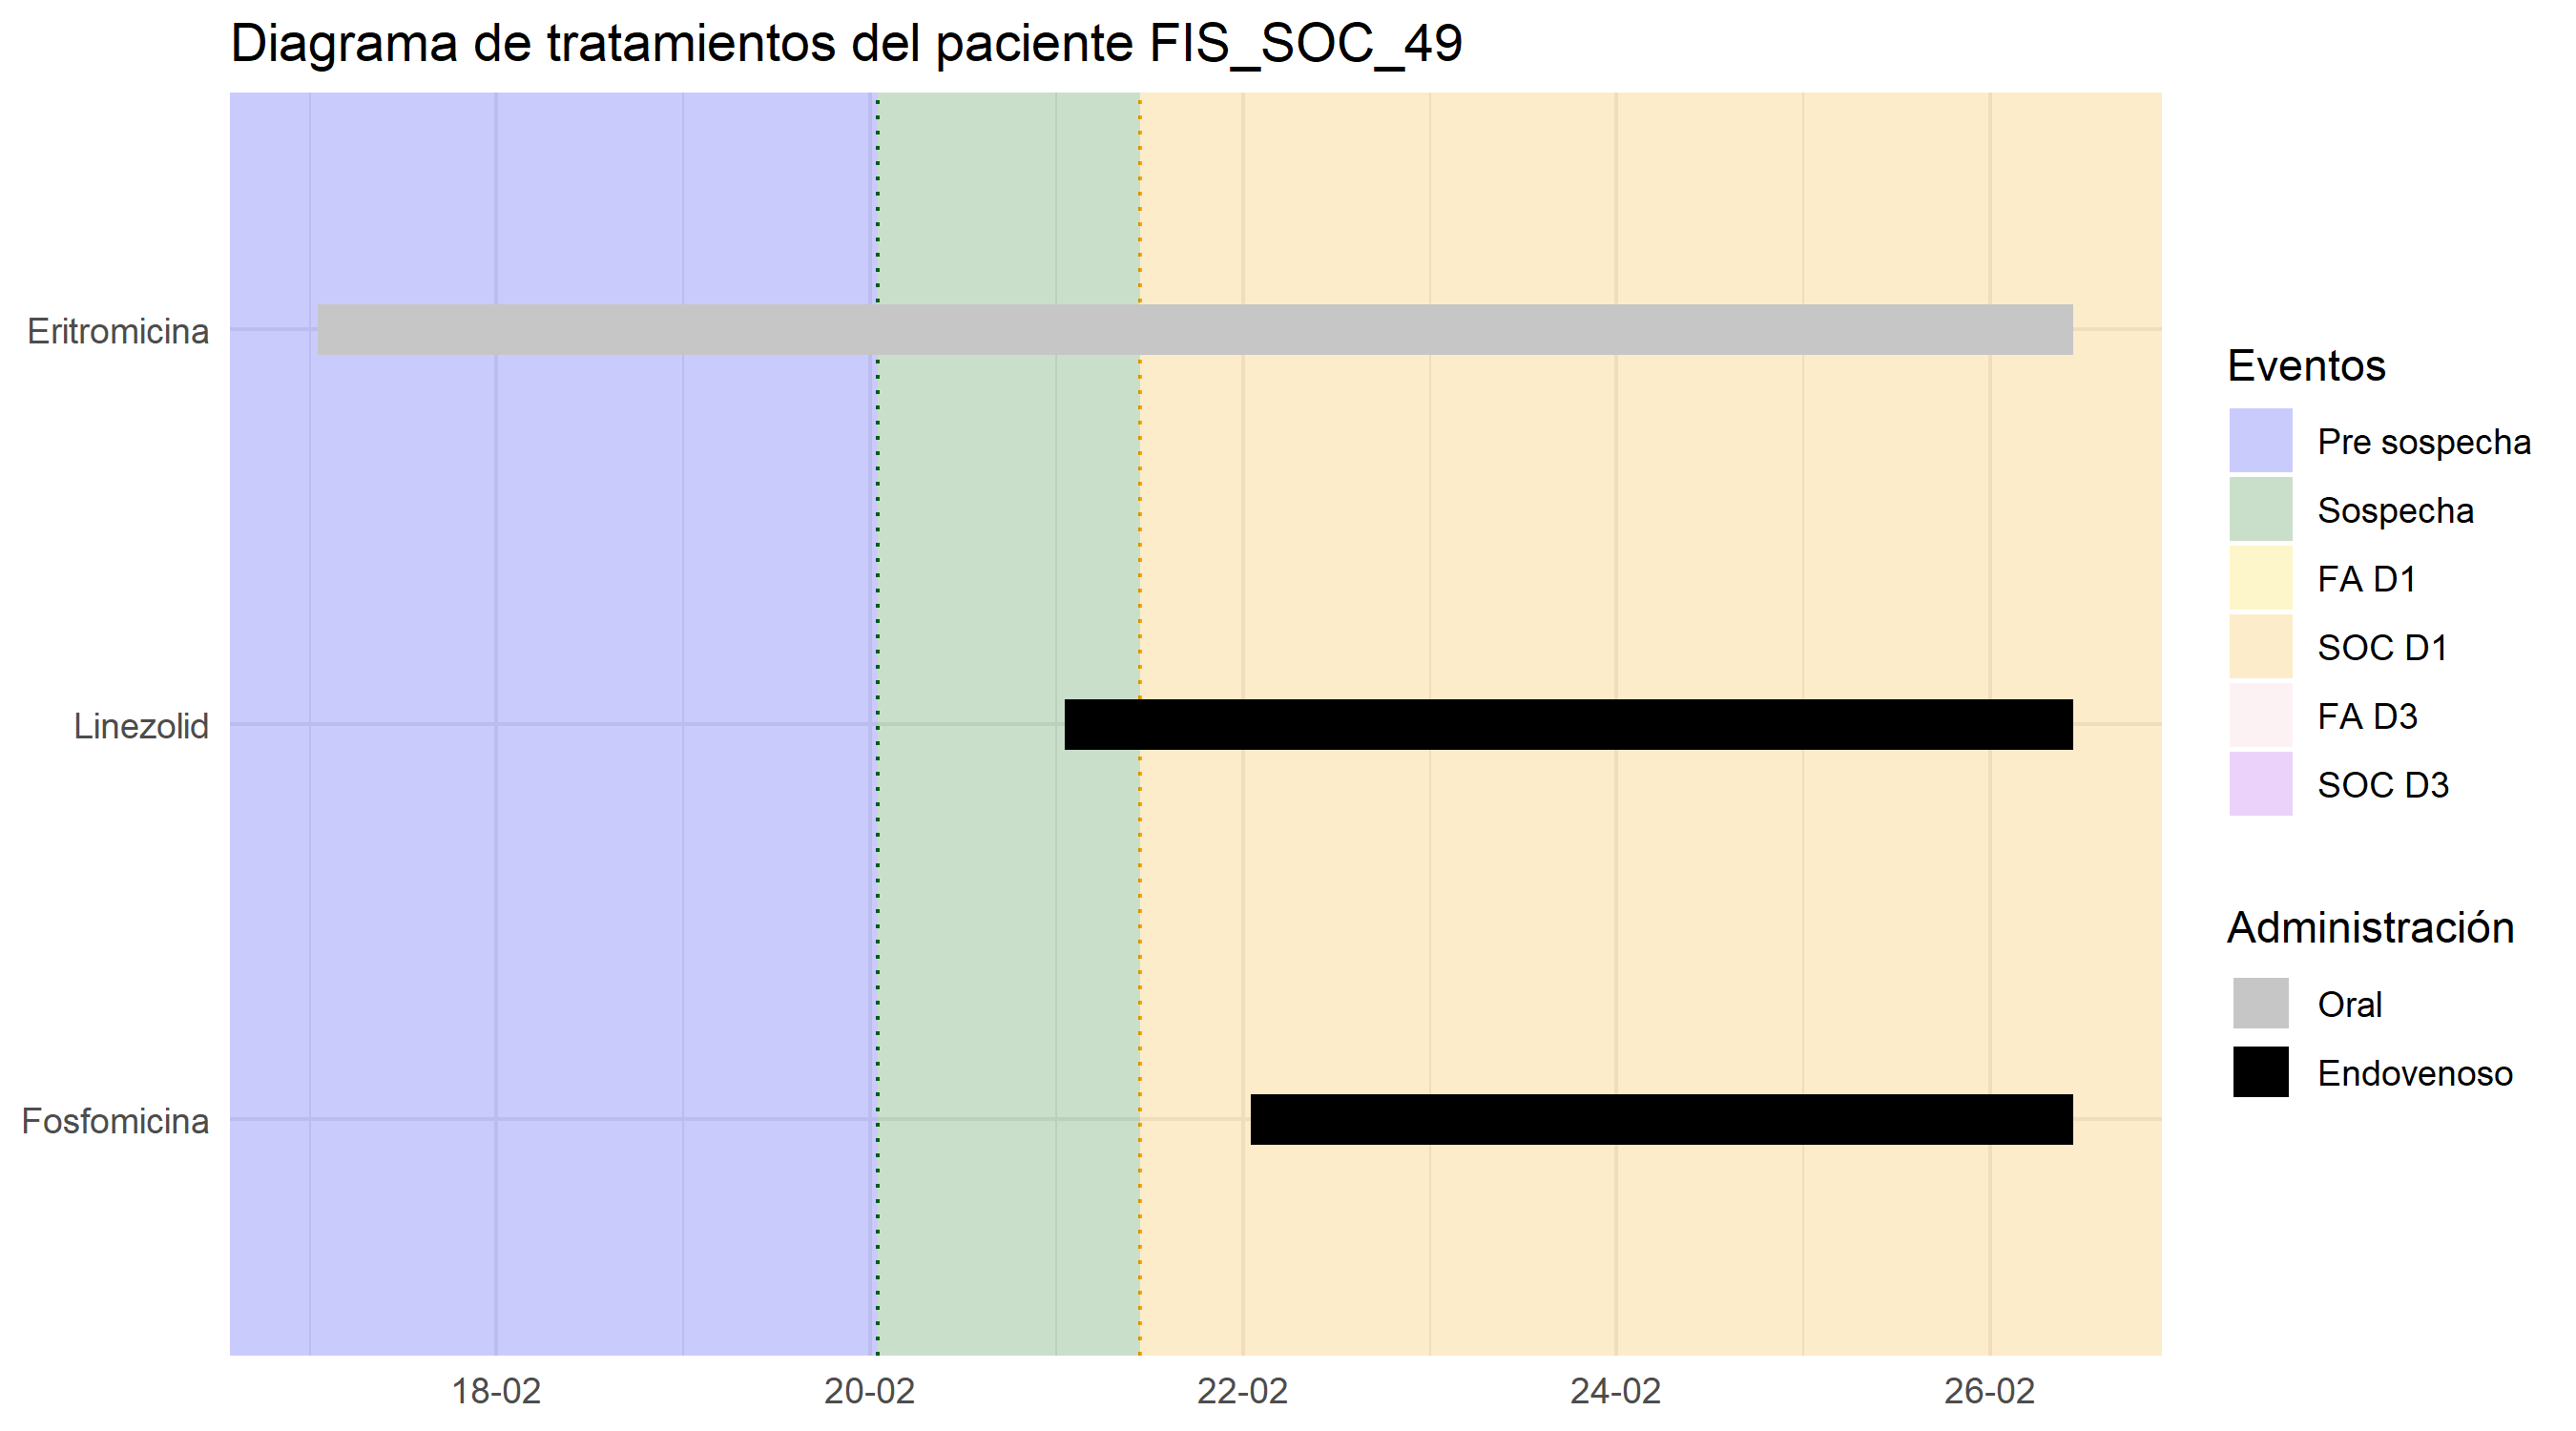 Diagrama de tratamientos del paciente FIS_SOC_49
Eritromicina
Linezolid
Fosfomicina
18-02
20-02
22-02
24-02
26-02
Eventos
Pre sospecha
Sospecha
FA D1
SOC D1
FA D3
SOC D3
Administración
Oral
Endovenoso